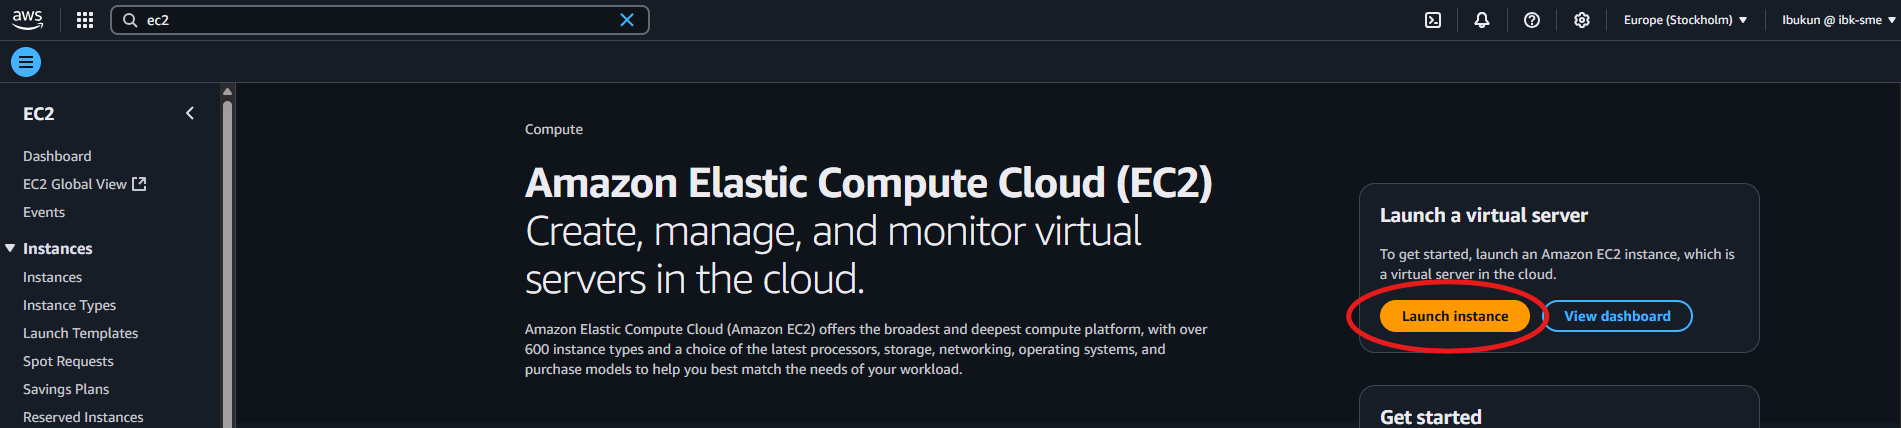 aws
ec2
Europe (Stockholm)
Ibukun @ ibk-sme
EC2
Dashboard
EC2 Global View
Events
Instances
Instances
Instance Types
Launch Templates
Spot Requests
Savings Plans
Reserved Instances
Compute
Amazon Elastic Compute Cloud (EC2)
Create, manage, and monitor virtual
servers in the cloud.
Amazon Elastic Compute Cloud (Amazon EC2) offers the broadest and deepest compute platform, with over
600 instance types and a choice of the latest processors, storage, networking, operating systems, and
purchase models to help you best match the needs of your workload.
Launch a virtual server
To get started, launch an Amazon EC2 instance, which is
a virtual server in the cloud.
Launch instance
View dashboard
Get started